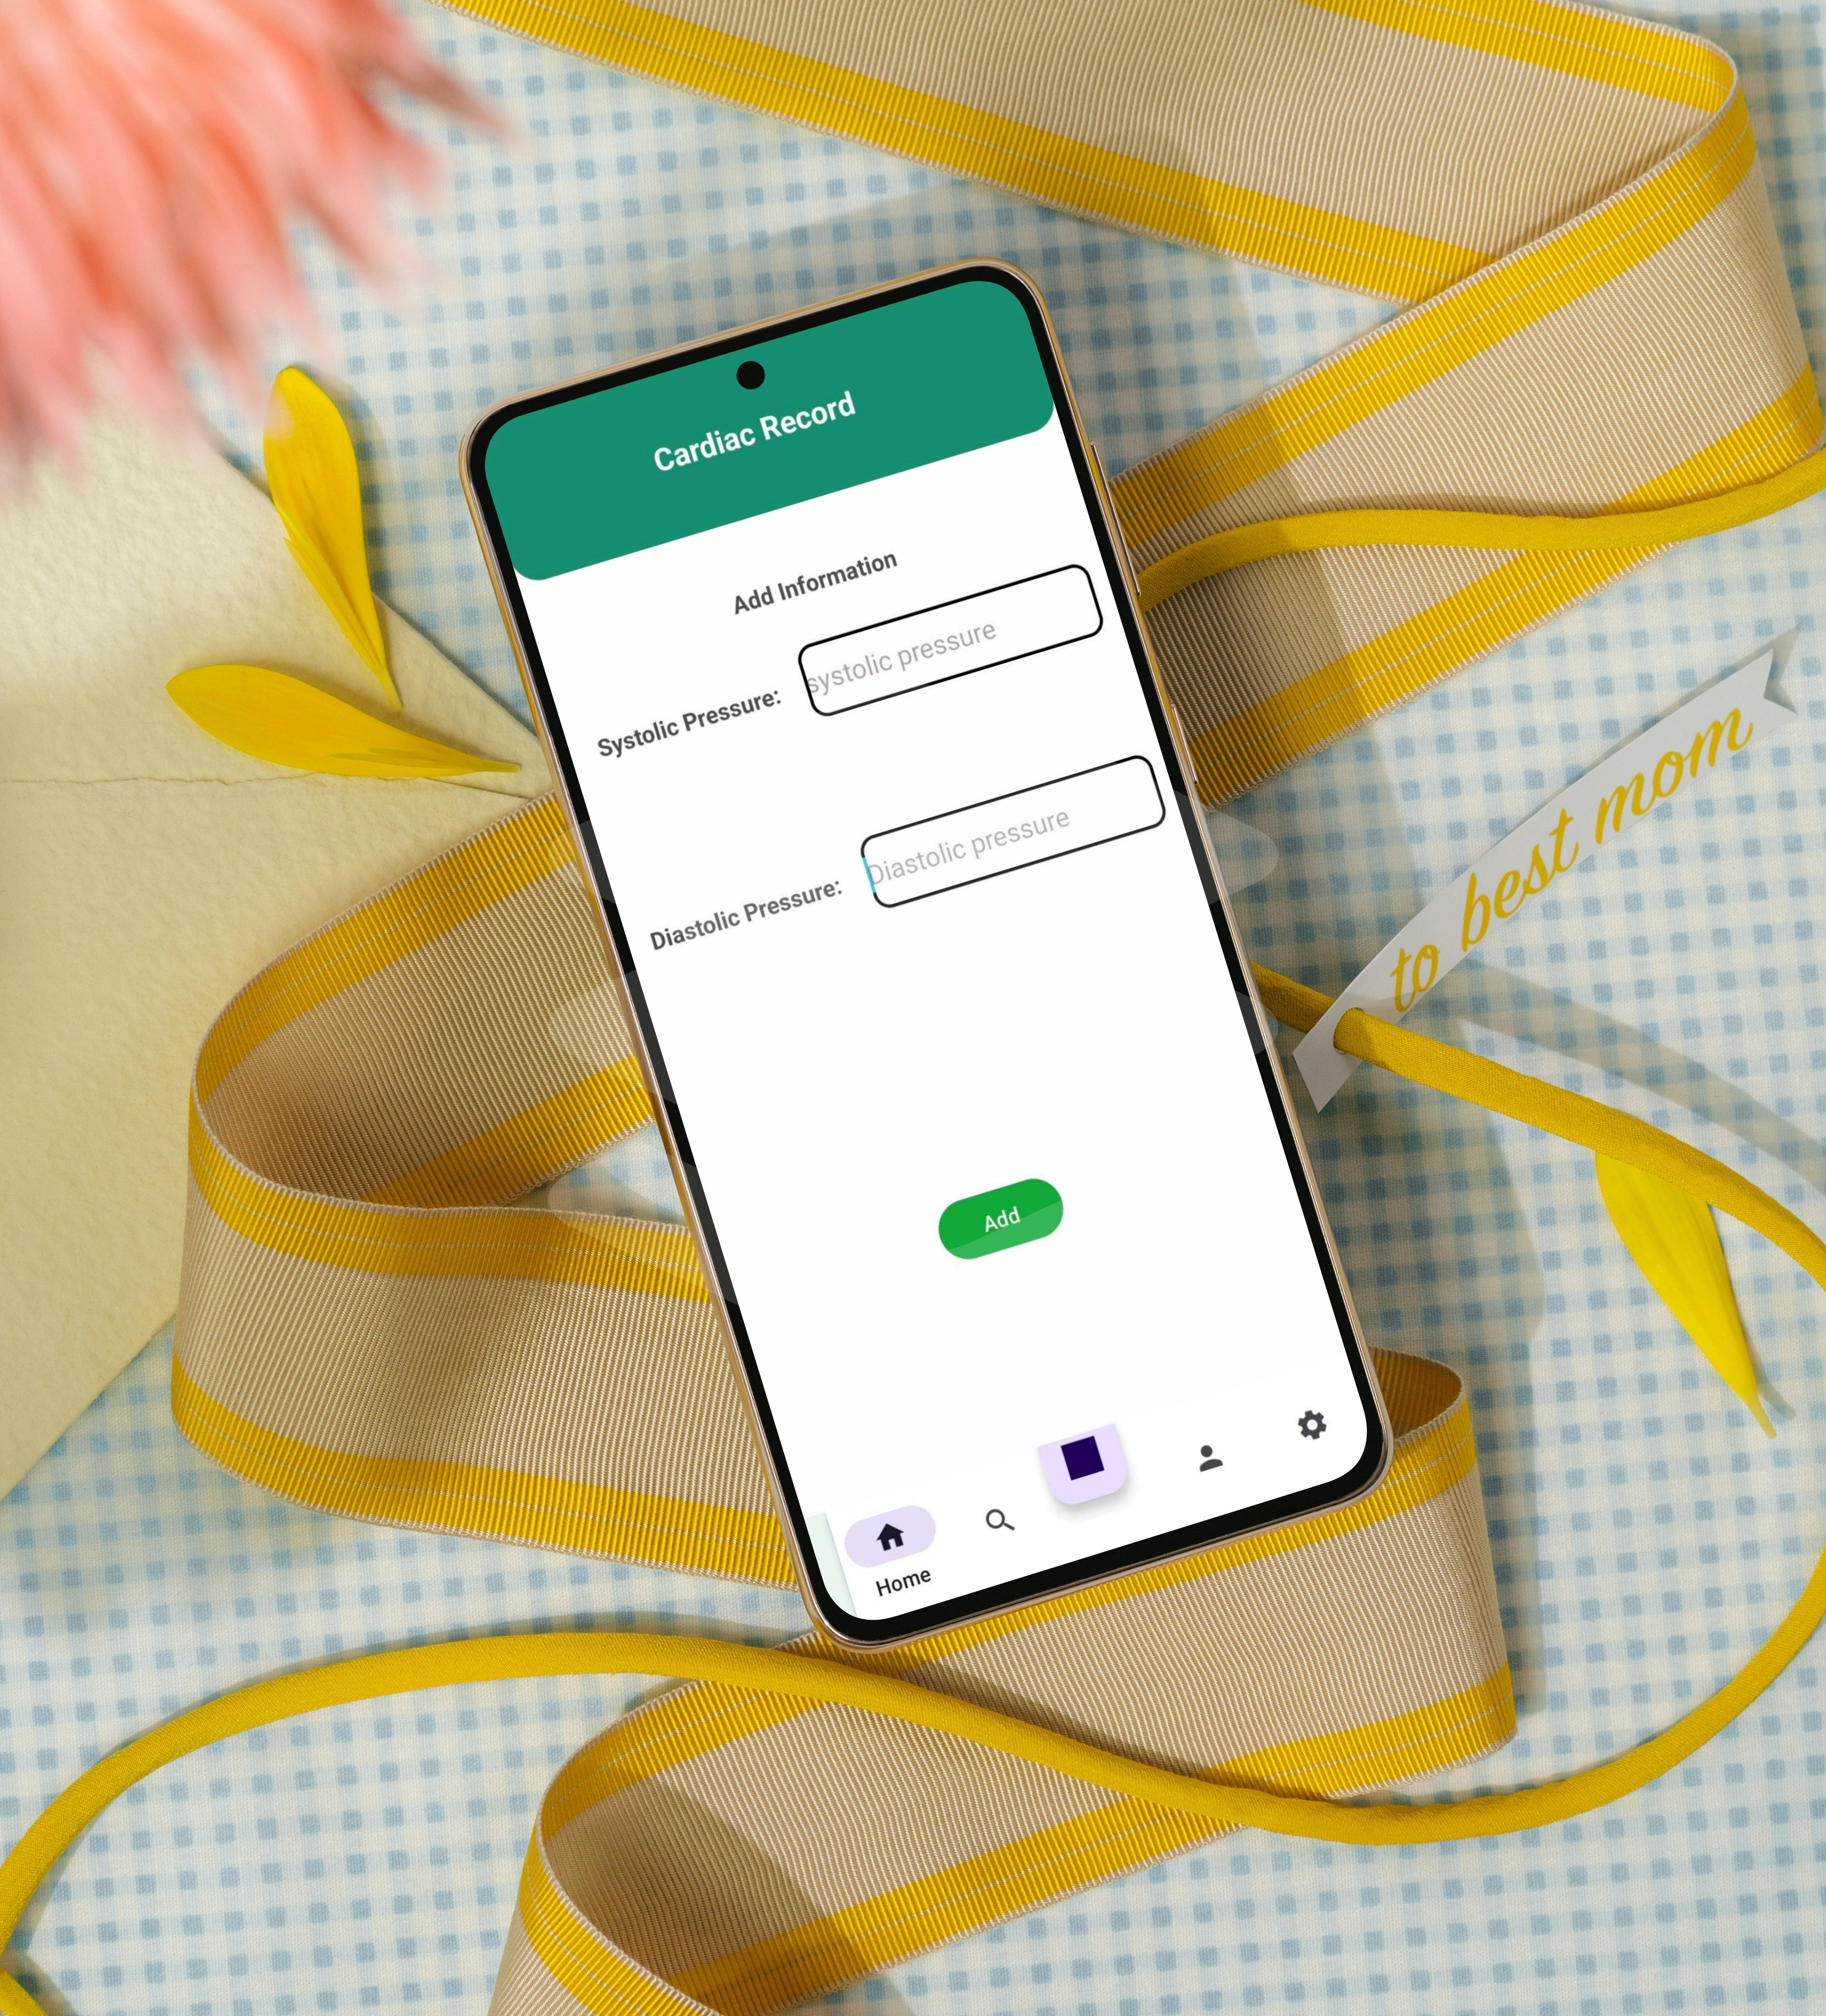 Cardiac Record
Add Information
Systolic Pressure:
systolic pressure
Diastolic Pressure:
Diastolic pressure
Add
Home
to best mom